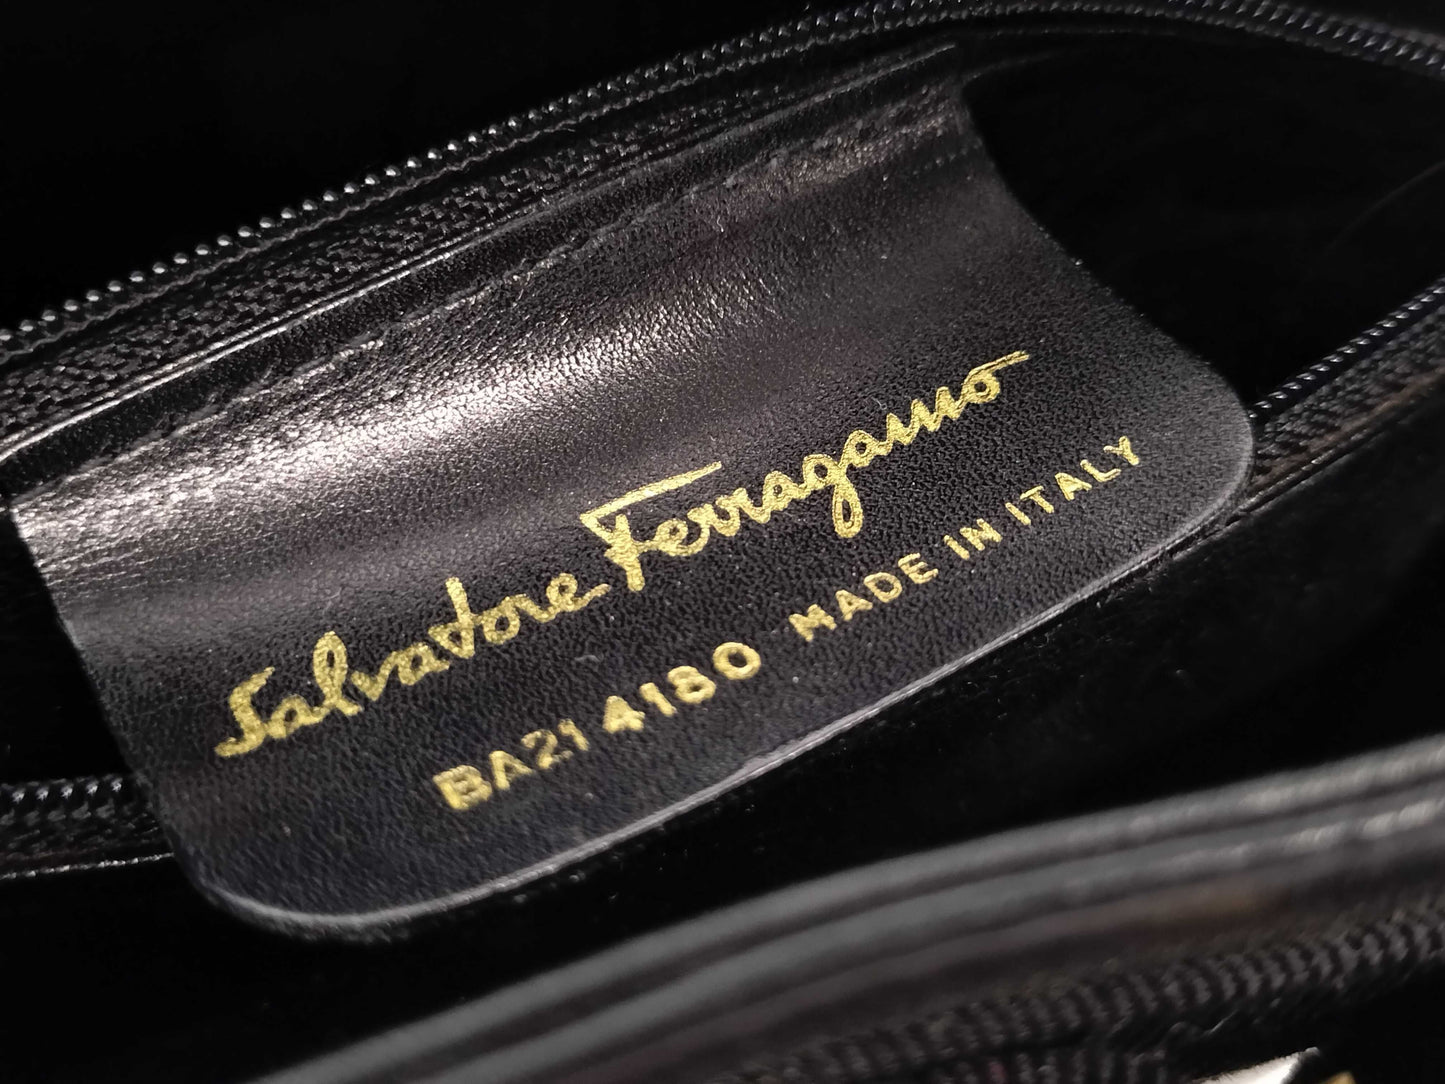 Salvatore Ferragamo
BA21 4180 MADE IN ITALY